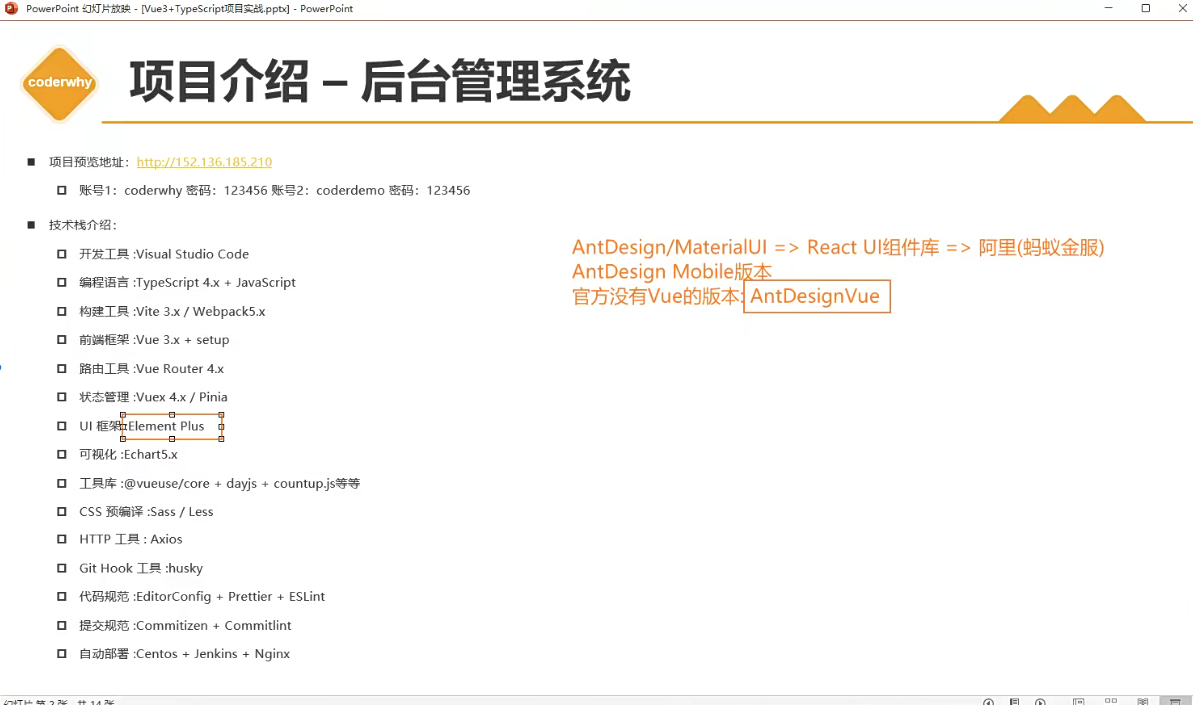 PowerPoint 幻灯片放映 - [Vue3+TypeScript项目实战.pptx] - PowerPoint
coderwhy
项目介绍 – 后台管理系统
项目预览地址：http://152.136.185.210
账号1：coderwhy 密码：123456 账号2：coderdemo 密码：123456
技术栈介绍：
开发工具 :Visual Studio Code
编程语言 :TypeScript 4.x + JavaScript
构建工具 :Vite 3.x / Webpack5.x
前端框架 :Vue 3.x + setup
路由工具 :Vue Router 4.x
状态管理 :Vuex 4.x / Pinia
UI 框架 :Element Plus
可视化 :Echart5.x
工具库 :@vueuse/core + dayjs + countup.js等等
CSS 预编译 :Sass / Less
HTTP 工具 : Axios
Git Hook 工具 :husky
代码规范 :EditorConfig + Prettier + ESLint
提交规范 :Commitizen + Commitlint
自动部署 :Centos + Jenkins + Nginx
AntDesign/MaterialUI => React UI组件库 => 阿里(蚂蚁金服)
AntDesign Mobile版本
官方没有Vue的版本: AntDesignVue
幻灯片 第 2 张，共 14 张